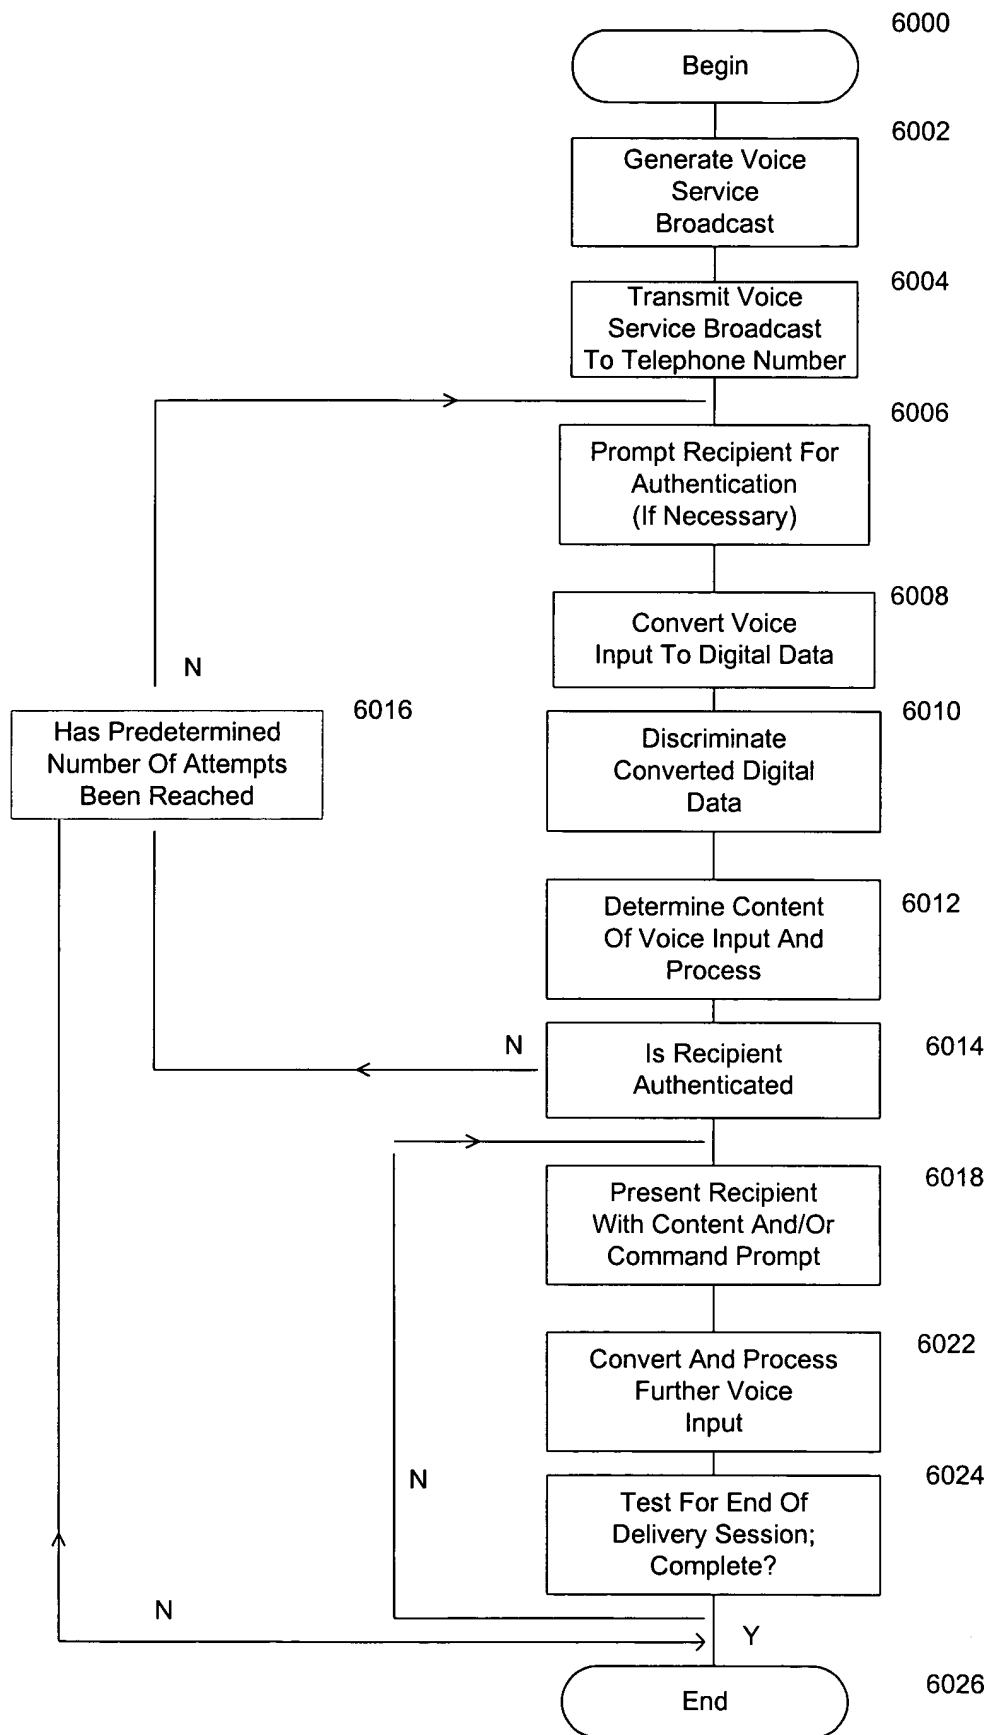 6000
Begin
6002
Generate Voice
Service
Broadcast
6004
Transmit Voice
Service Broadcast
To Telephone Number
6006
Prompt Recipient For
Authentication
(If Necessary)
6008
Convert Voice
Input To Digital Data
N
6016
Has Predetermined
Number Of Attempts
Been Reached
6010
Discriminate
Converted Digital
Data
6012
Determine Content
Of Voice Input And
Process
N
6014
Is Recipient
Authenticated
6018
Present Recipient
With Content And/Or
Command Prompt
6022
Convert And Process
Further Voice
Input
N
6024
Test For End Of
Delivery Session;
Complete?
N
Y
6026
End